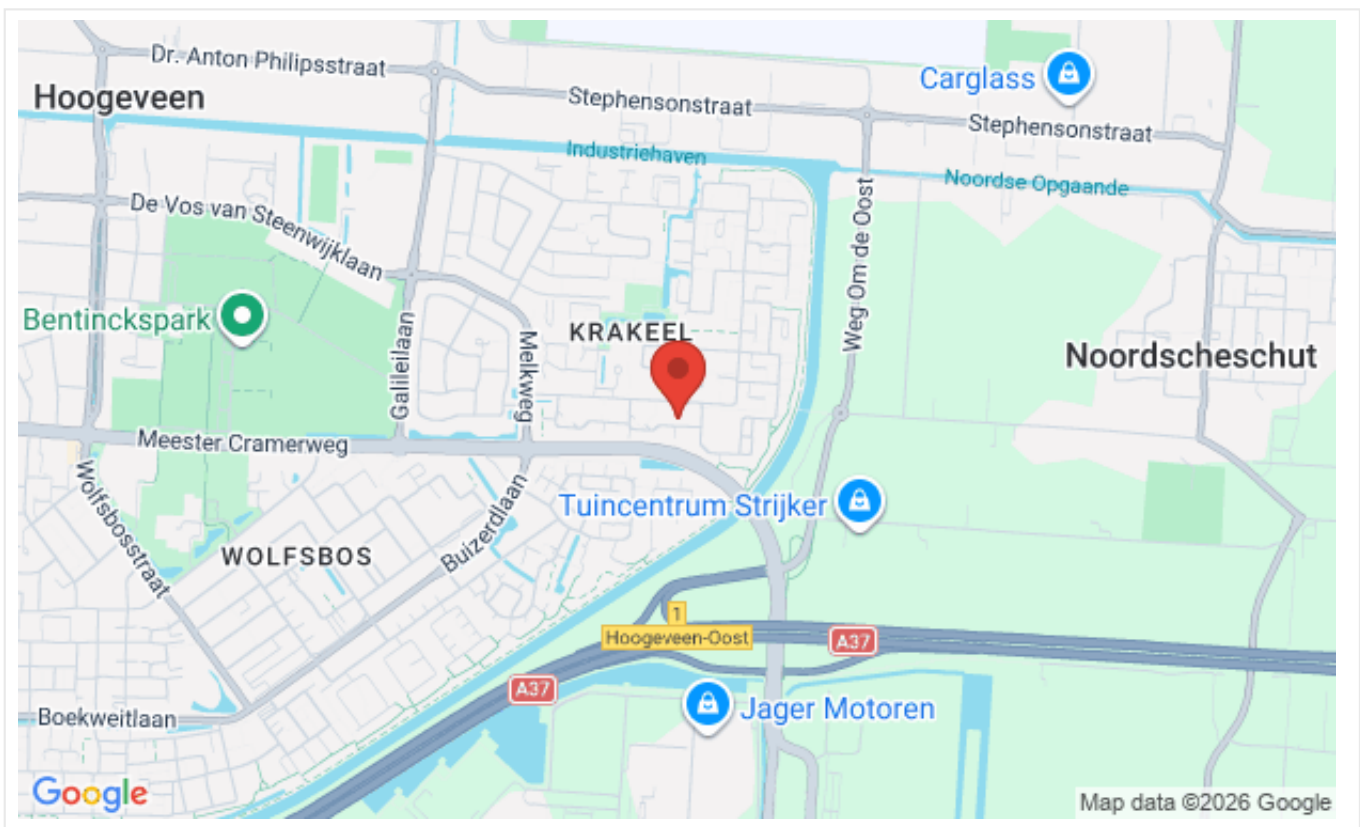 Dr. Anton Philipsstraat
Carglass
Hoogeveen
Stephensonstraat
Stephensonstraat
Industriehaven
Noordse Opgaande
De Vos van Steenwijklaan
Weg Om de Oost
Bentinckspark
KRAKEEL
Noordscheschut
Galileilaan
Melkweg
Meester Cramerweg
Wolfsbosstraat
Tuincentrum Strijker
WOLFSBOS
Buizerdlaan
1
Hoogeveen-Oost
A37
A37
Boekweitlaan
Jager Motoren
Google
Map data ©2026 Google